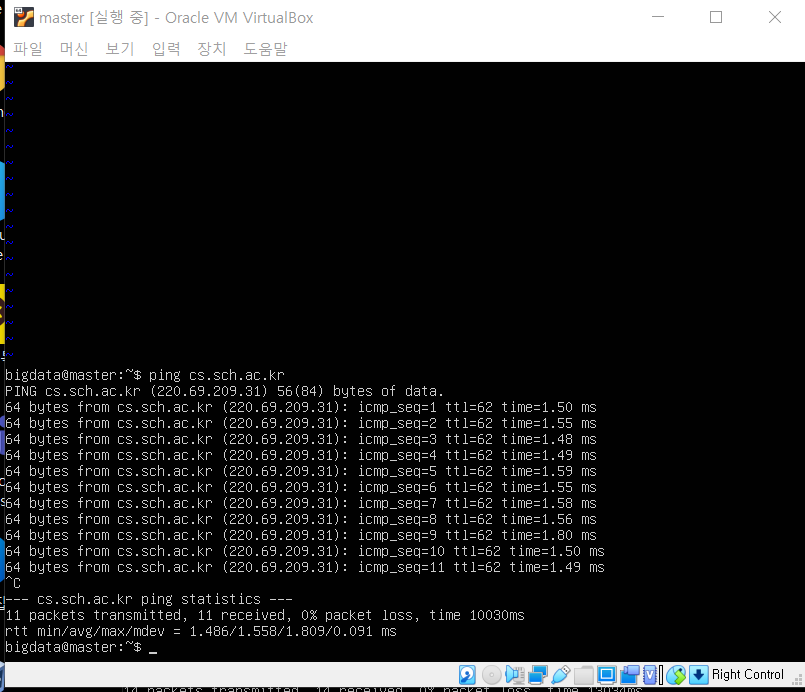 master [실행 중] - Oracle VM VirtualBox
파일 머신 보기 입력 장치 도움말
bigdata@master:~$ ping cs.sch.ac.kr
PING cs.sch.ac.kr (220.69.209.31) 56(84) bytes of data.
64 bytes from cs.sch.ac.kr (220.69.209.31): icmp_seq=1 ttl=62 time=1.50 ms
64 bytes from cs.sch.ac.kr (220.69.209.31): icmp_seq=2 ttl=62 time=1.55 ms
64 bytes from cs.sch.ac.kr (220.69.209.31): icmp_seq=3 ttl=62 time=1.48 ms
64 bytes from cs.sch.ac.kr (220.69.209.31): icmp_seq=4 ttl=62 time=1.49 ms
64 bytes from cs.sch.ac.kr (220.69.209.31): icmp_seq=5 ttl=62 time=1.59 ms
64 bytes from cs.sch.ac.kr (220.69.209.31): icmp_seq=6 ttl=62 time=1.55 ms
64 bytes from cs.sch.ac.kr (220.69.209.31): icmp_seq=7 ttl=62 time=1.58 ms
64 bytes from cs.sch.ac.kr (220.69.209.31): icmp_seq=8 ttl=62 time=1.56 ms
64 bytes from cs.sch.ac.kr (220.69.209.31): icmp_seq=9 ttl=62 time=1.80 ms
64 bytes from cs.sch.ac.kr (220.69.209.31): icmp_seq=10 ttl=62 time=1.50 ms
64 bytes from cs.sch.ac.kr (220.69.209.31): icmp_seq=11 ttl=62 time=1.49 ms
^C
--- cs.sch.ac.kr ping statistics ---
11 packets transmitted, 11 received, 0% packet loss, time 10030ms
rtt min/avg/max/mdev = 1.486/1.558/1.809/0.091 ms
bigdata@master:~$ _
Right Control
14 packets transmitted, 14 received, 0% packet loss, time 13034ms